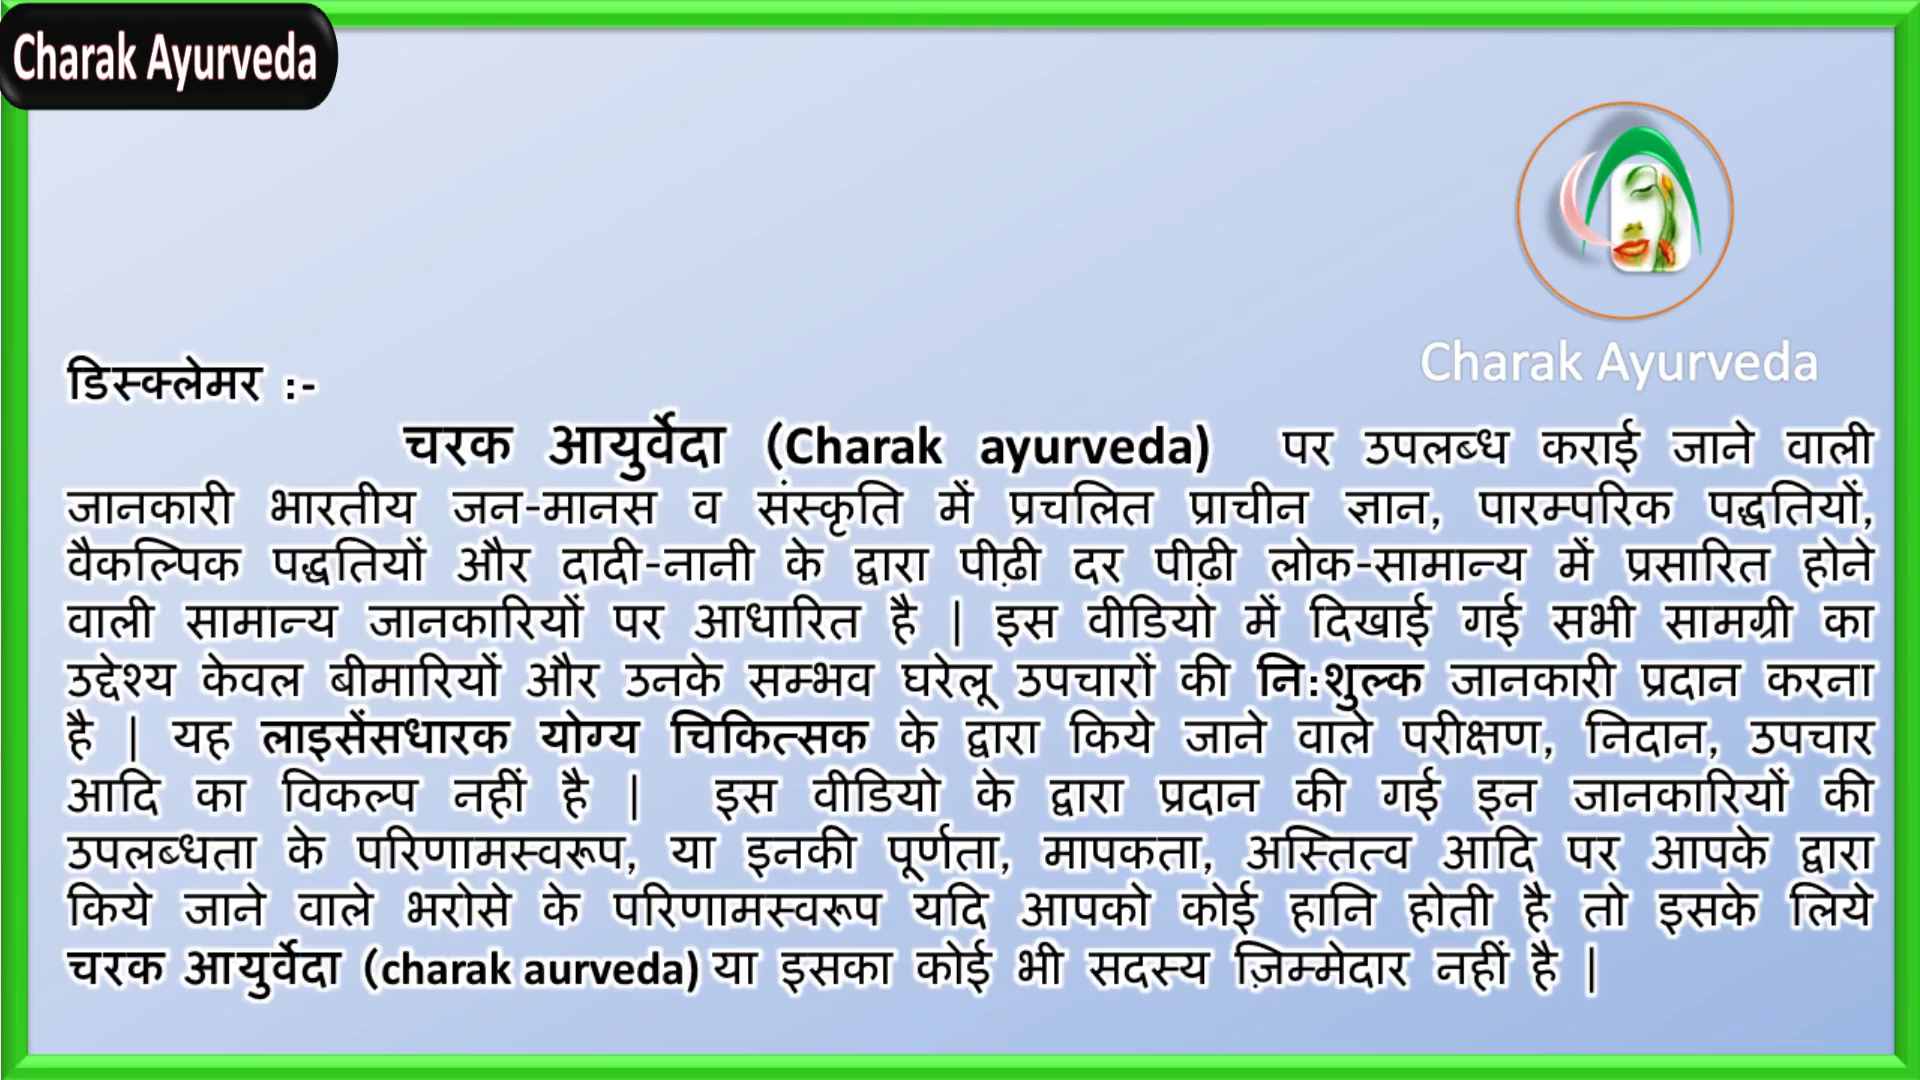 Charak Ayurveda
Charak Ayurveda
डिस्क्लेमर :-
चरक आयुर्वेदा (Charak ayurveda) पर उपलब्ध कराई जाने वाली
जानकारी भारतीय जन-मानस व संस्कृति में प्रचलित प्राचीन ज्ञान, पारम्परिक पद्धतियों,
वैकल्पिक पद्धतियों और दादी-नानी के द्वारा पीढ़ी दर पीढ़ी लोक-सामान्य में प्रसारित होने
वाली सामान्य जानकारियों पर आधारित है | इस वीडियो में दिखाई गई सभी सामग्री का
उद्देश्य केवल बीमारियों और उनके सम्भव घरेलू उपचारों की नि:शुल्क जानकारी प्रदान करना
है | यह लाइसेंसधारक योग्य चिकित्सक के द्वारा किये जाने वाले परीक्षण, निदान, उपचार
आदि का विकल्प नहीं है | इस वीडियो के द्वारा प्रदान की गई इन जानकारियों की
उपलब्धता के परिणामस्वरूप, या इनकी पूर्णता, मापकता, अस्तित्व आदि पर आपके द्वारा
किये जाने वाले भरोसे के परिणामस्वरूप यदि आपको कोई हानि होती है तो इसके लिये
चरक आयुर्वेदा (charak aurveda) या इसका कोई भी सदस्य ज़िम्मेदार नहीं है |